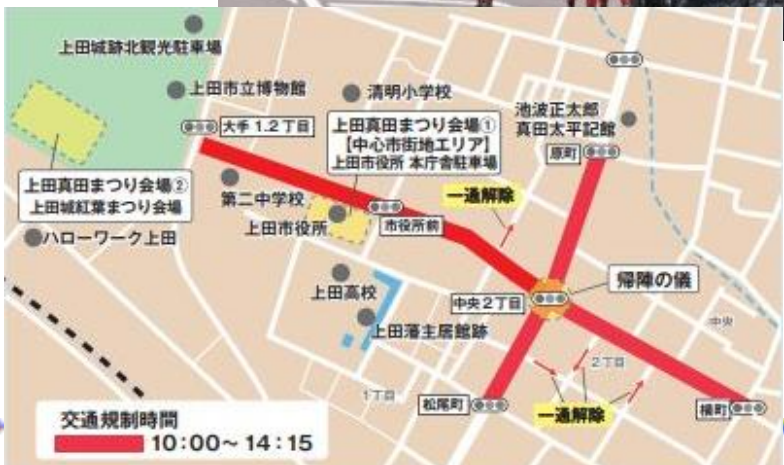 上田城跡北観光駐車場
上田市立博物館
清明小学校
池波正太郎
真田太平記館
大手 1.2丁目
上田真田まつり会場①
【中心市街地エリア】
上田市役所 本庁舎駐車場
原町
上田真田まつり会場②
上田城紅葉まつり会場
第二中学校
一通解除
上田市役所
市役所前
ハローワーク上田
上田高校
帰陣の儀
中央2丁目
上田藩主居館跡
中央
2丁目
1丁目
松尾町
一通解除
横町
交通規制時間
10:00〜14:15